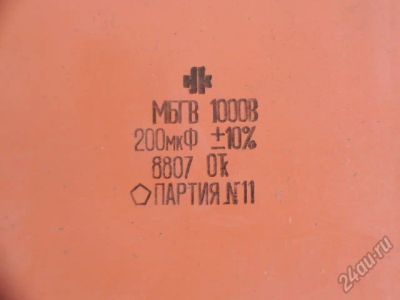 МБГВ 1000В
200мкФ ±10%
8807 ОТК
ПАРТИЯ №11
24au.ru